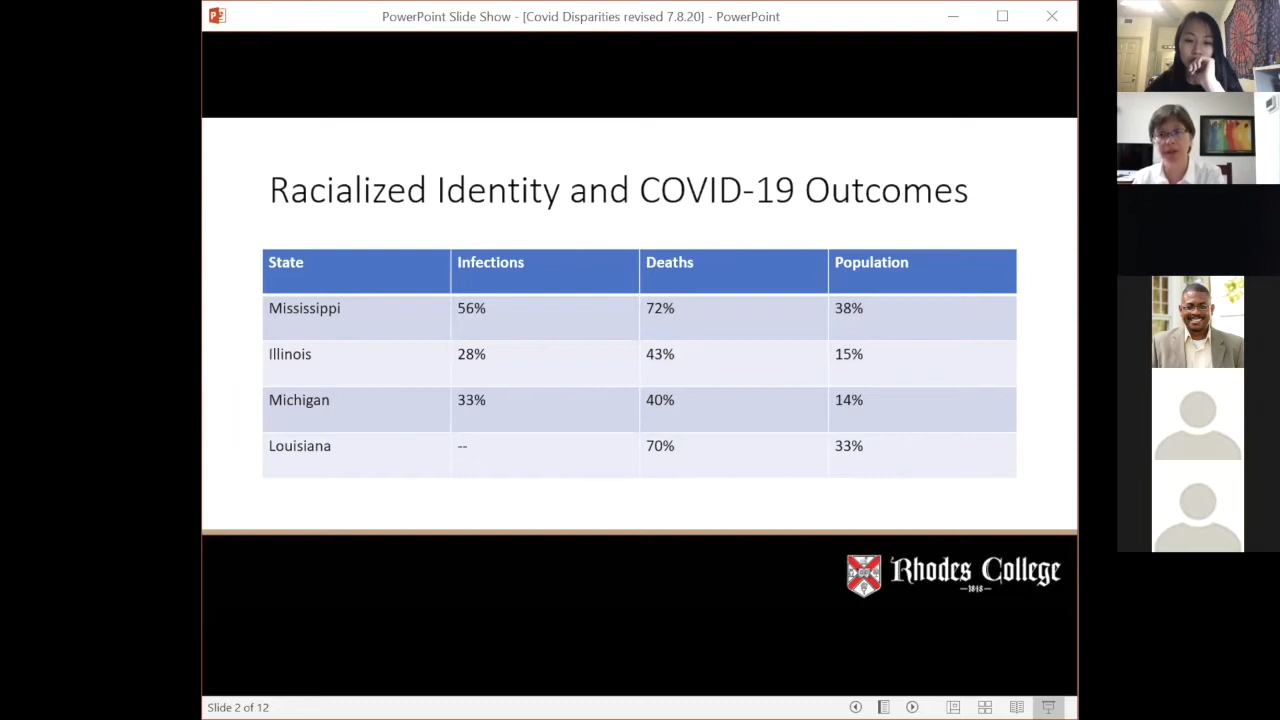 PowerPoint Slide Show - [Covid Disparities revised 7.8.20] - PowerPoint
Racialized Identity and COVID-19 Outcomes
State Infections Deaths Population
Mississippi 56% 72% 38%
Illinois 28% 43% 15%
Michigan 33% 40% 14%
Louisiana -- 70% 33%
Rhodes College
—1848—
Slide 2 of 12